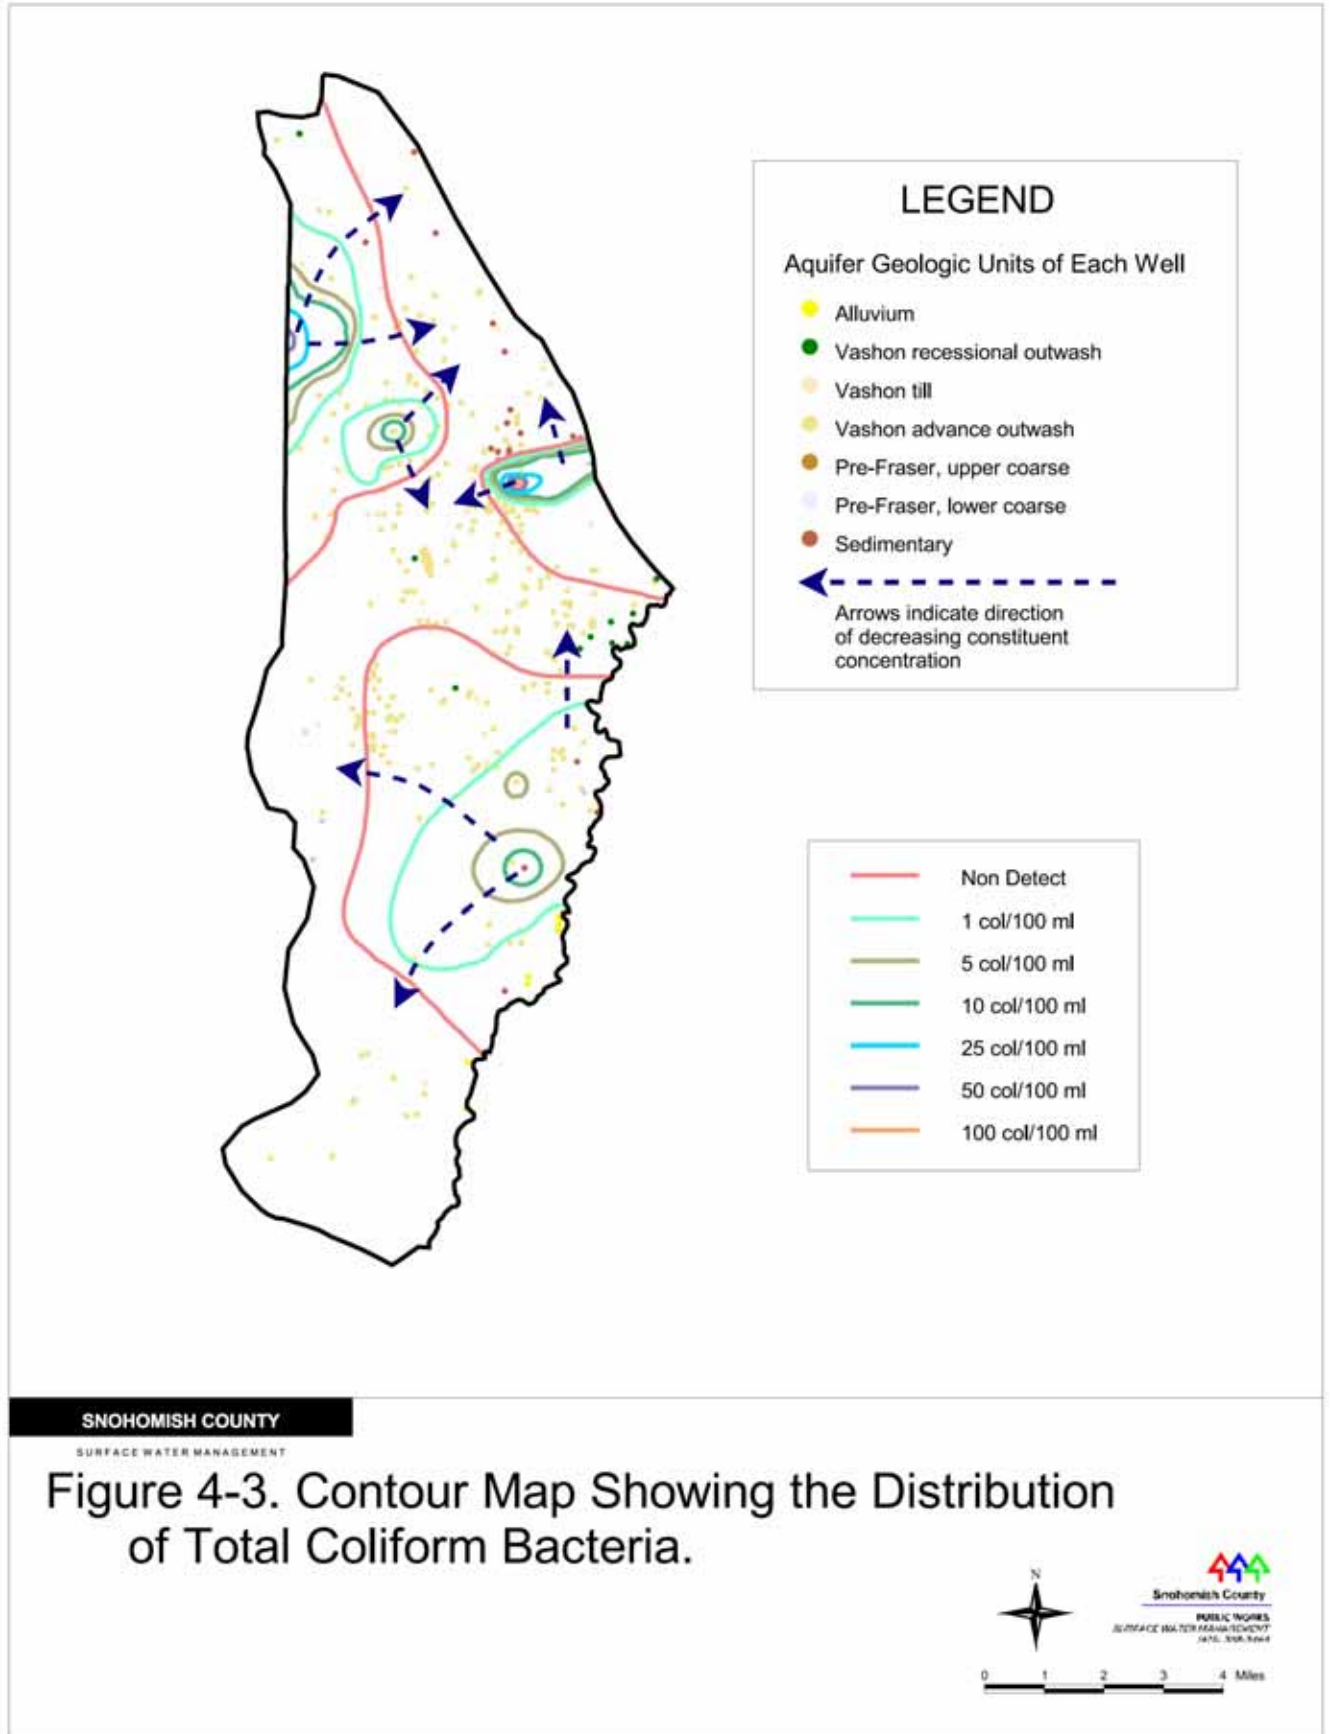 LEGEND
Aquifer Geologic Units of Each Well
Alluvium
Vashon recessional outwash
Vashon till
Vashon advance outwash
Pre-Fraser, upper coarse
Pre-Fraser, lower coarse
Sedimentary
Arrows indicate direction
of decreasing constituent
concentration
Non Detect
1 col/100 ml
5 col/100 ml
10 col/100 ml
25 col/100 ml
50 col/100 ml
100 col/100 ml
SNOHOMISH COUNTY
SURFACE WATER MANAGEMENT
Figure 4-3. Contour Map Showing the Distribution
of Total Coliform Bacteria.
N
Snohomish County
PUBLIC WORKS
SURFACE WATER MANAGEMENT
0 1 2 3 4 Miles